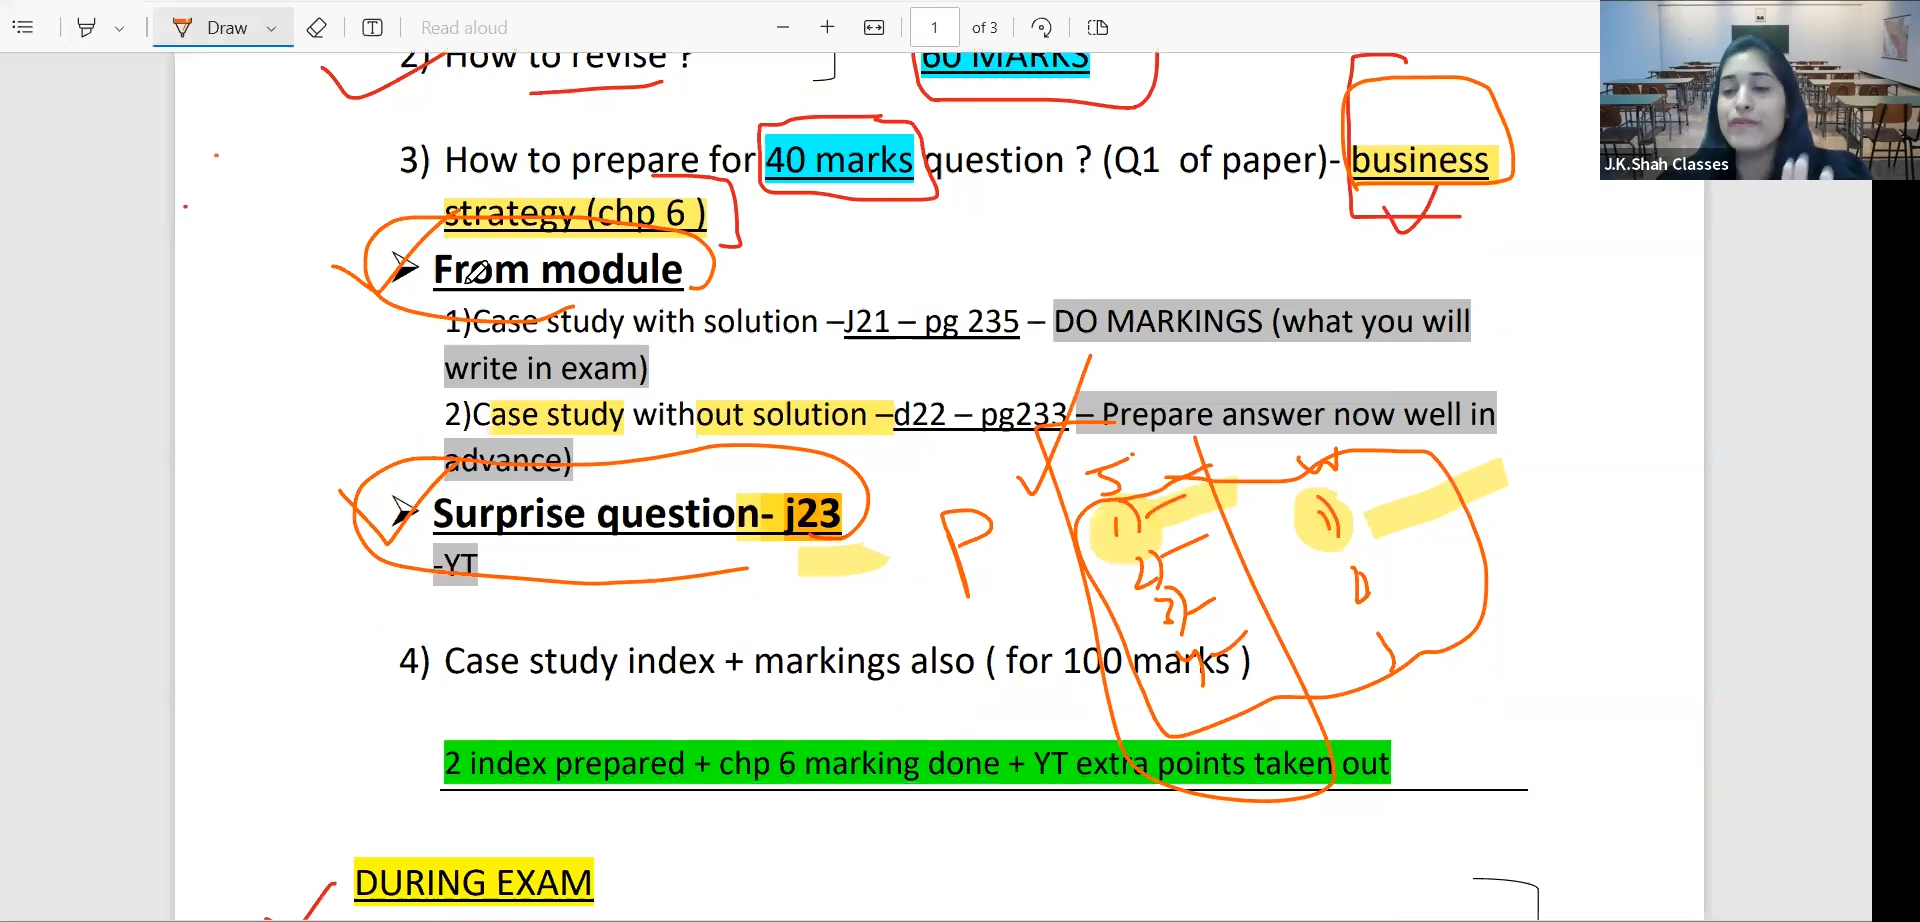 Draw
Read aloud
1 of 3
2) How to revise ?
60 MARKS
3) How to prepare for 40 marks question ? (Q1 of paper)- business
strategy (chp 6 )
➢ From module
1)Case study with solution –J21 – pg 235 – DO MARKINGS (what you will
write in exam)
2)Case study without solution –d22 – pg233 – Prepare answer now well in
advance)
➢ Surprise question- j23
-YT
S W
1) 1)
2)
3)
P
4) Case study index + markings also ( for 100 marks )
2 index prepared + chp 6 marking done + YT extra points taken out
DURING EXAM
J.K.Shah Classes